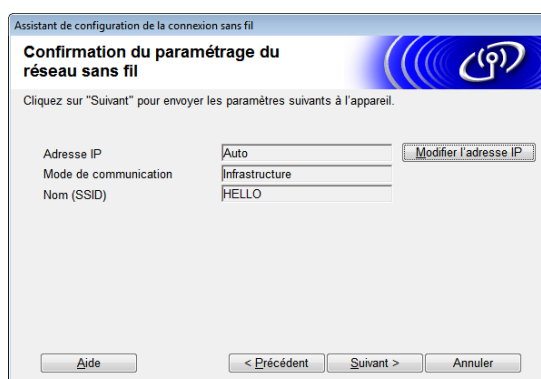 Assistant de configuration de la connexion sans fil
Confirmation du paramétrage du
réseau sans fil
Cliquez sur "Suivant" pour envoyer les paramètres suivants à l'appareil.
Adresse IP Auto Modifier l'adresse IP
Mode de communication Infrastructure
Nom (SSID) HELLO
Aide < Précédent Suivant > Annuler